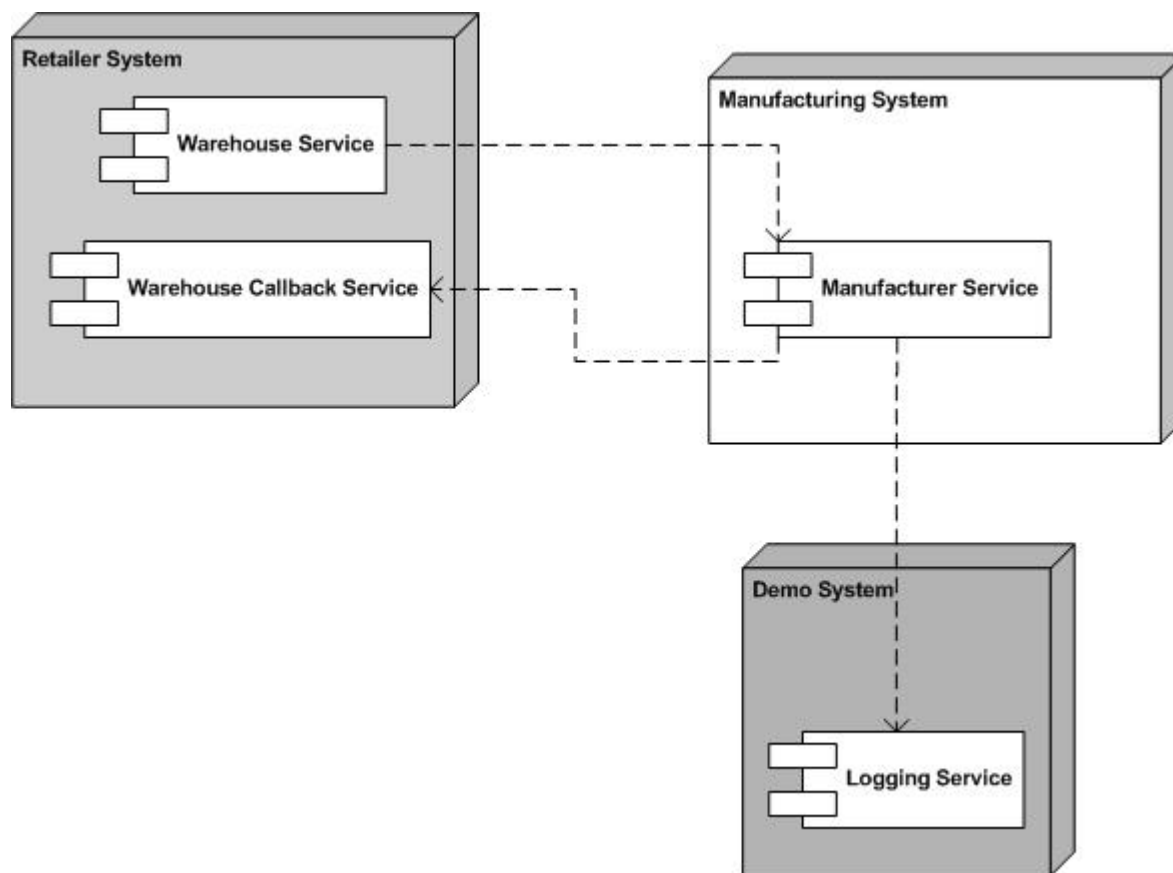 Retailer System
Warehouse Service
Warehouse Callback Service
Manufacturing System
Manufacturer Service
Demo System
Logging Service